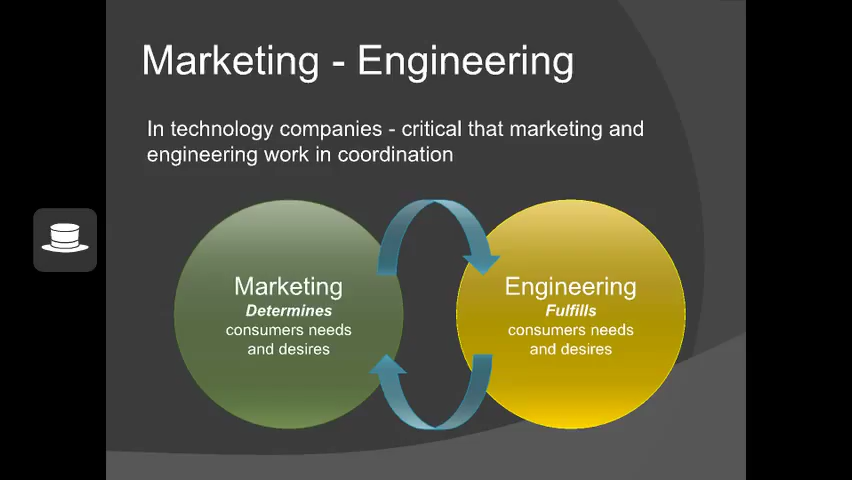 Marketing - Engineering
In technology companies - critical that marketing and
engineering work in coordination
Marketing
Determines
consumers needs
and desires
Engineering
Fulfills
consumers needs
and desires